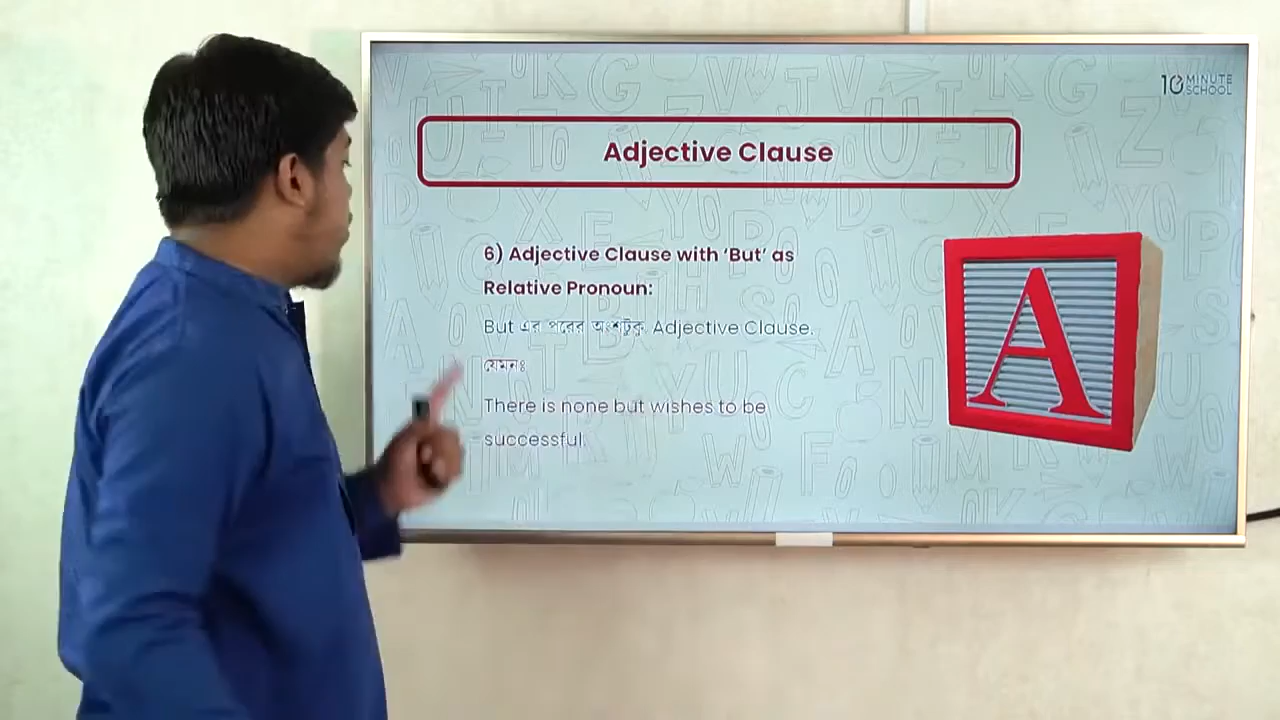 10 MINUTE
SCHOOL
Adjective Clause
6) Adjective Clause with ‘But’ as
Relative Pronoun:
But এর পরের অংশটুকু Adjective Clause.
যেমনঃ
There is none but wishes to be
successful.
A